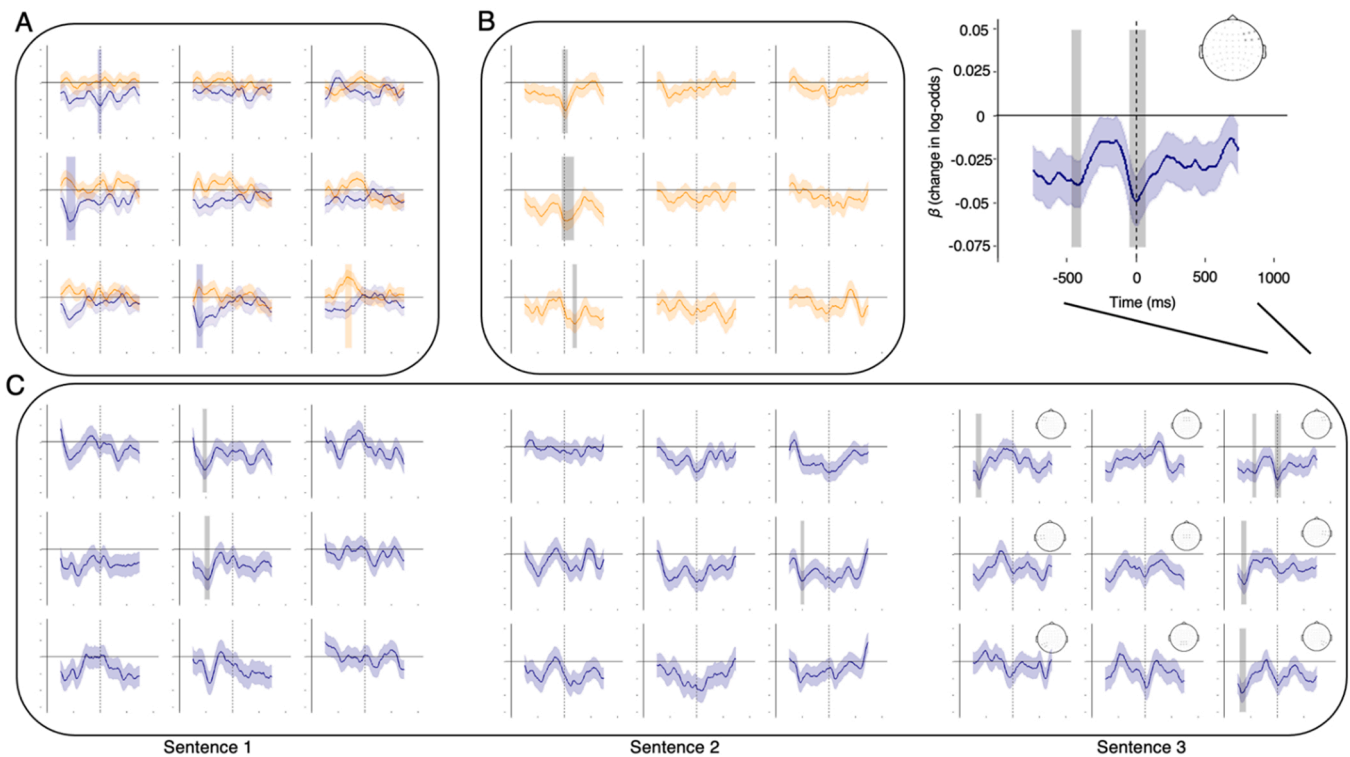 A
B
0.05
0.025
0
-0.025
-0.05
-0.075
β (change in log-odds )
-500 0 500 1000
Time (ms)
C
Sentence 1 Sentence 2 Sentence 3